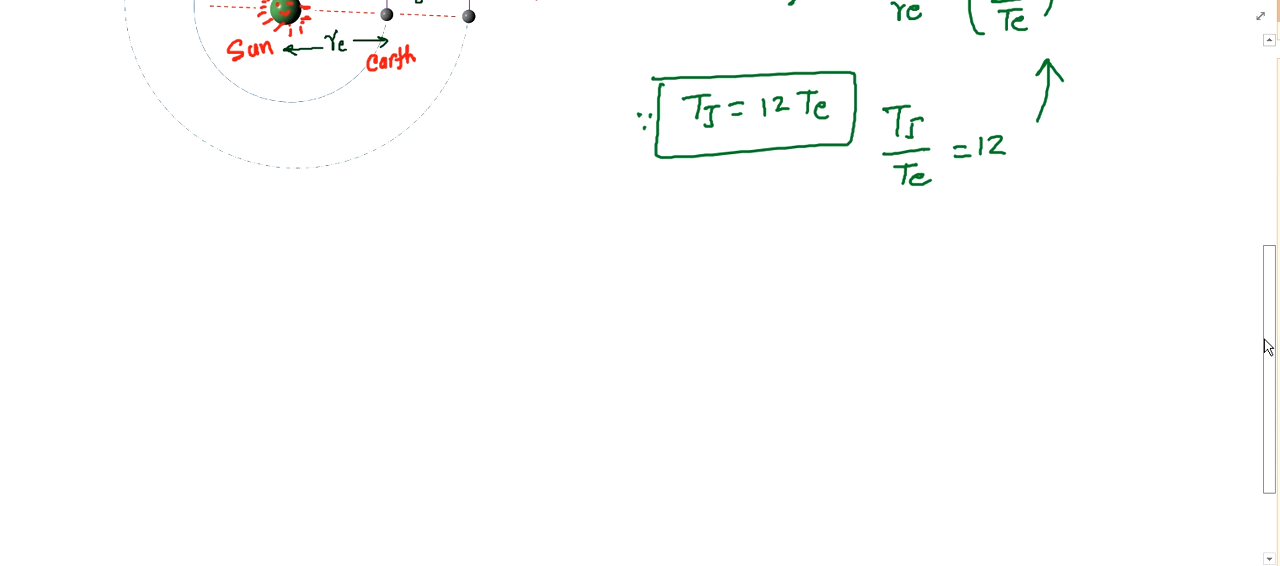 re
Te
Sun
re
Earth
∵ TJ = 12 Te
TJ
Te = 12